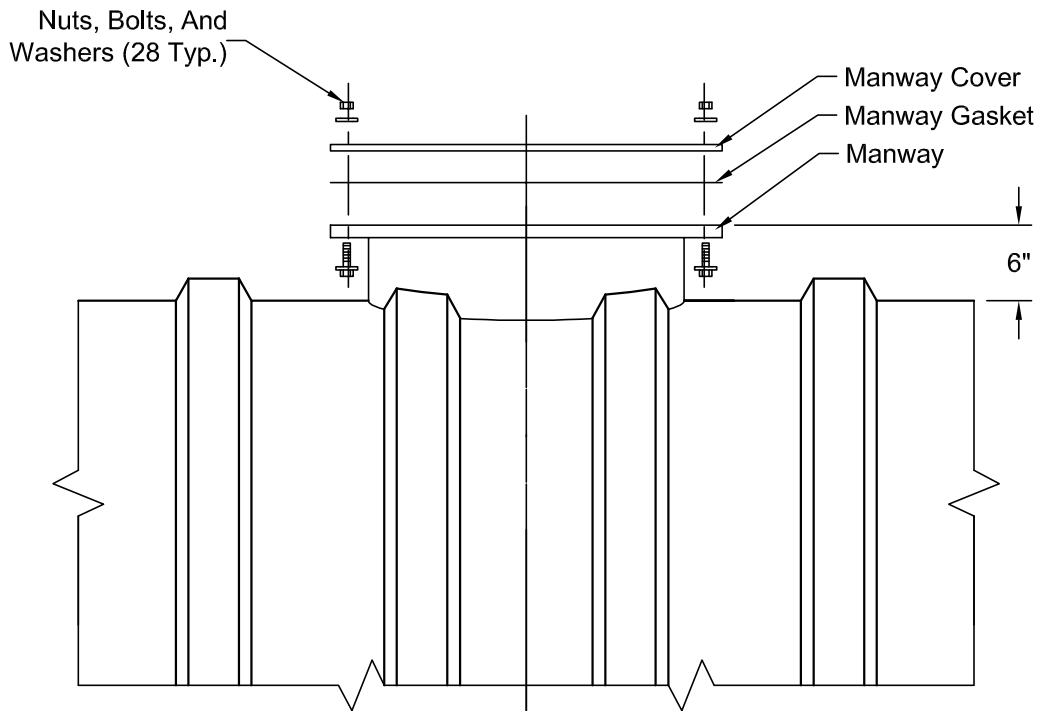 Nuts, Bolts, And
Washers (28 Typ.)
Manway Cover
Manway Gasket
Manway
6"